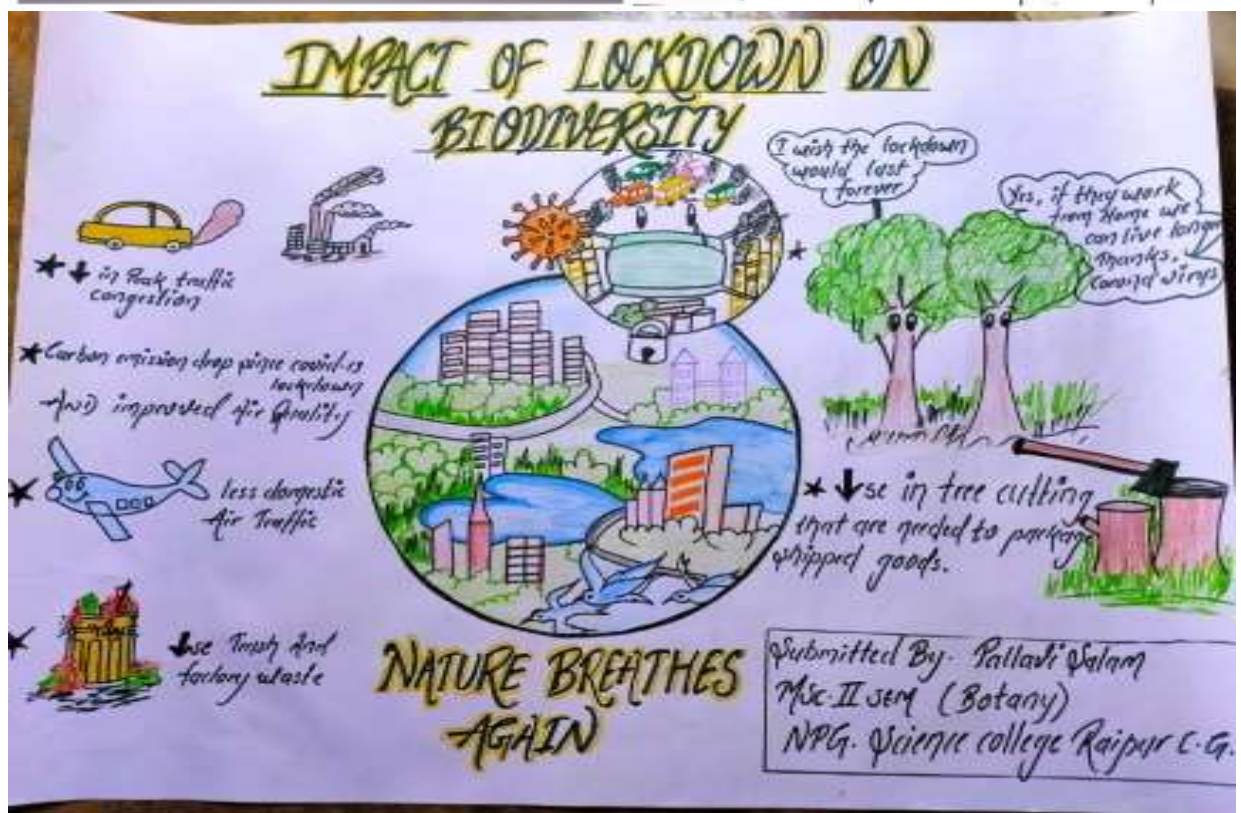 IMPACT OF LOCKDOWN ON
BIODIVERSITY
I wish the lockdown
would last
forever
Yes, if they work
from Home we
can live longer
Thanks.
Corona virus
★ ↓ in Peak traffic
congestion
★ Carbon emission drop since covid-19
lockdown
AND improved Air Quality
★ less domestic
Air Traffic
★ ↓se Trash And
factory waste
★ ↓se in tree cutting
that are needed to package
shipped goods.
NATURE BREATHES
AGAIN
Submitted By- Pallavi Salam
MSc-II SEM (Botany)
NPG. Science college Raipur C.G.